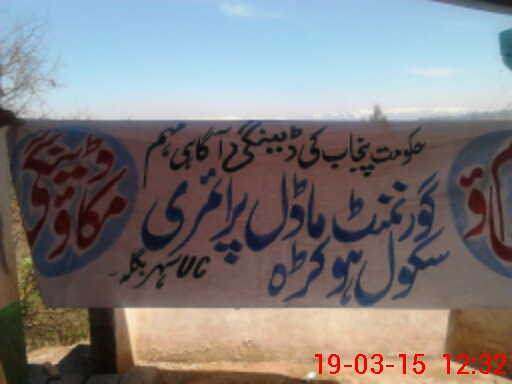 حکومت پنجاب کی ڈینگی آگاہی مہم
گورنمنٹ ماڈل پرائمری
سکول ہوکڑہ
UC سہر بگلہ
ڈینگی
مکاؤ
19-03-15 12:32